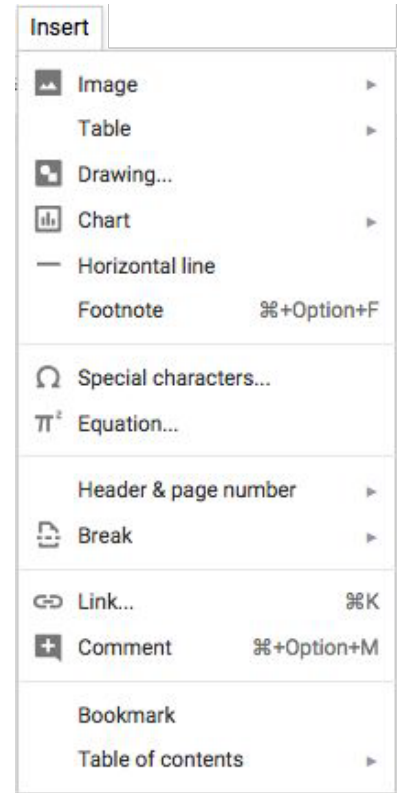 Insert
Image
Table
Drawing...
Chart
Horizontal line
Footnote ⌘+Option+F
Special characters...
Equation...
Header & page number
Break
Link... ⌘K
Comment ⌘+Option+M
Bookmark
Table of contents